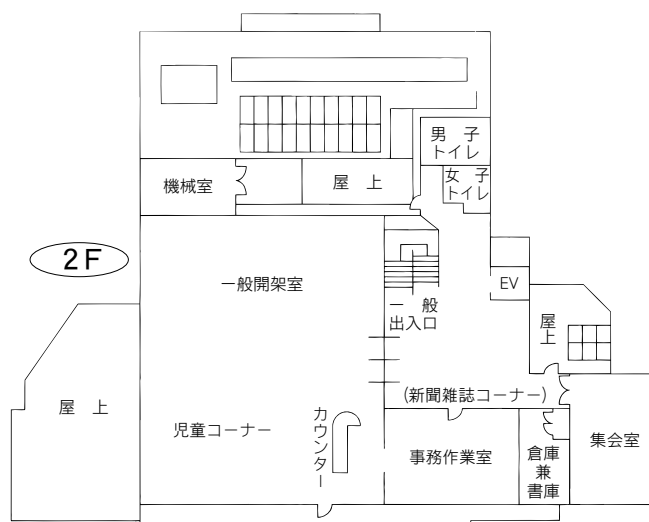 男 子
トイレ
女 子
トイレ
機械室
屋 上
2F
一般開架室
EV
一 般
出入口
屋上
(新聞雑誌コーナー)
屋 上
児童コーナー
カウンター
事務作業室
倉庫
兼
書庫
集会室